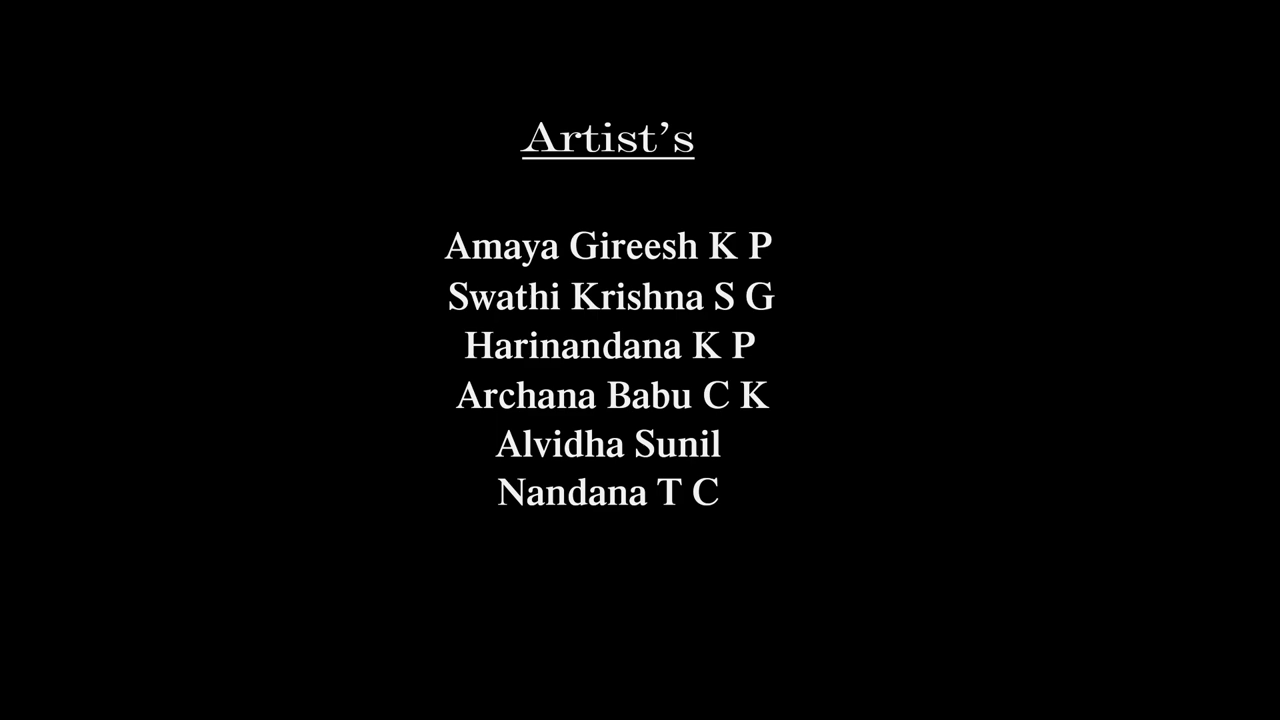 Artist’s
Amaya Gireesh K P
Swathi Krishna S G
Harinandana K P
Archana Babu C K
Alvidha Sunil
Nandana T C